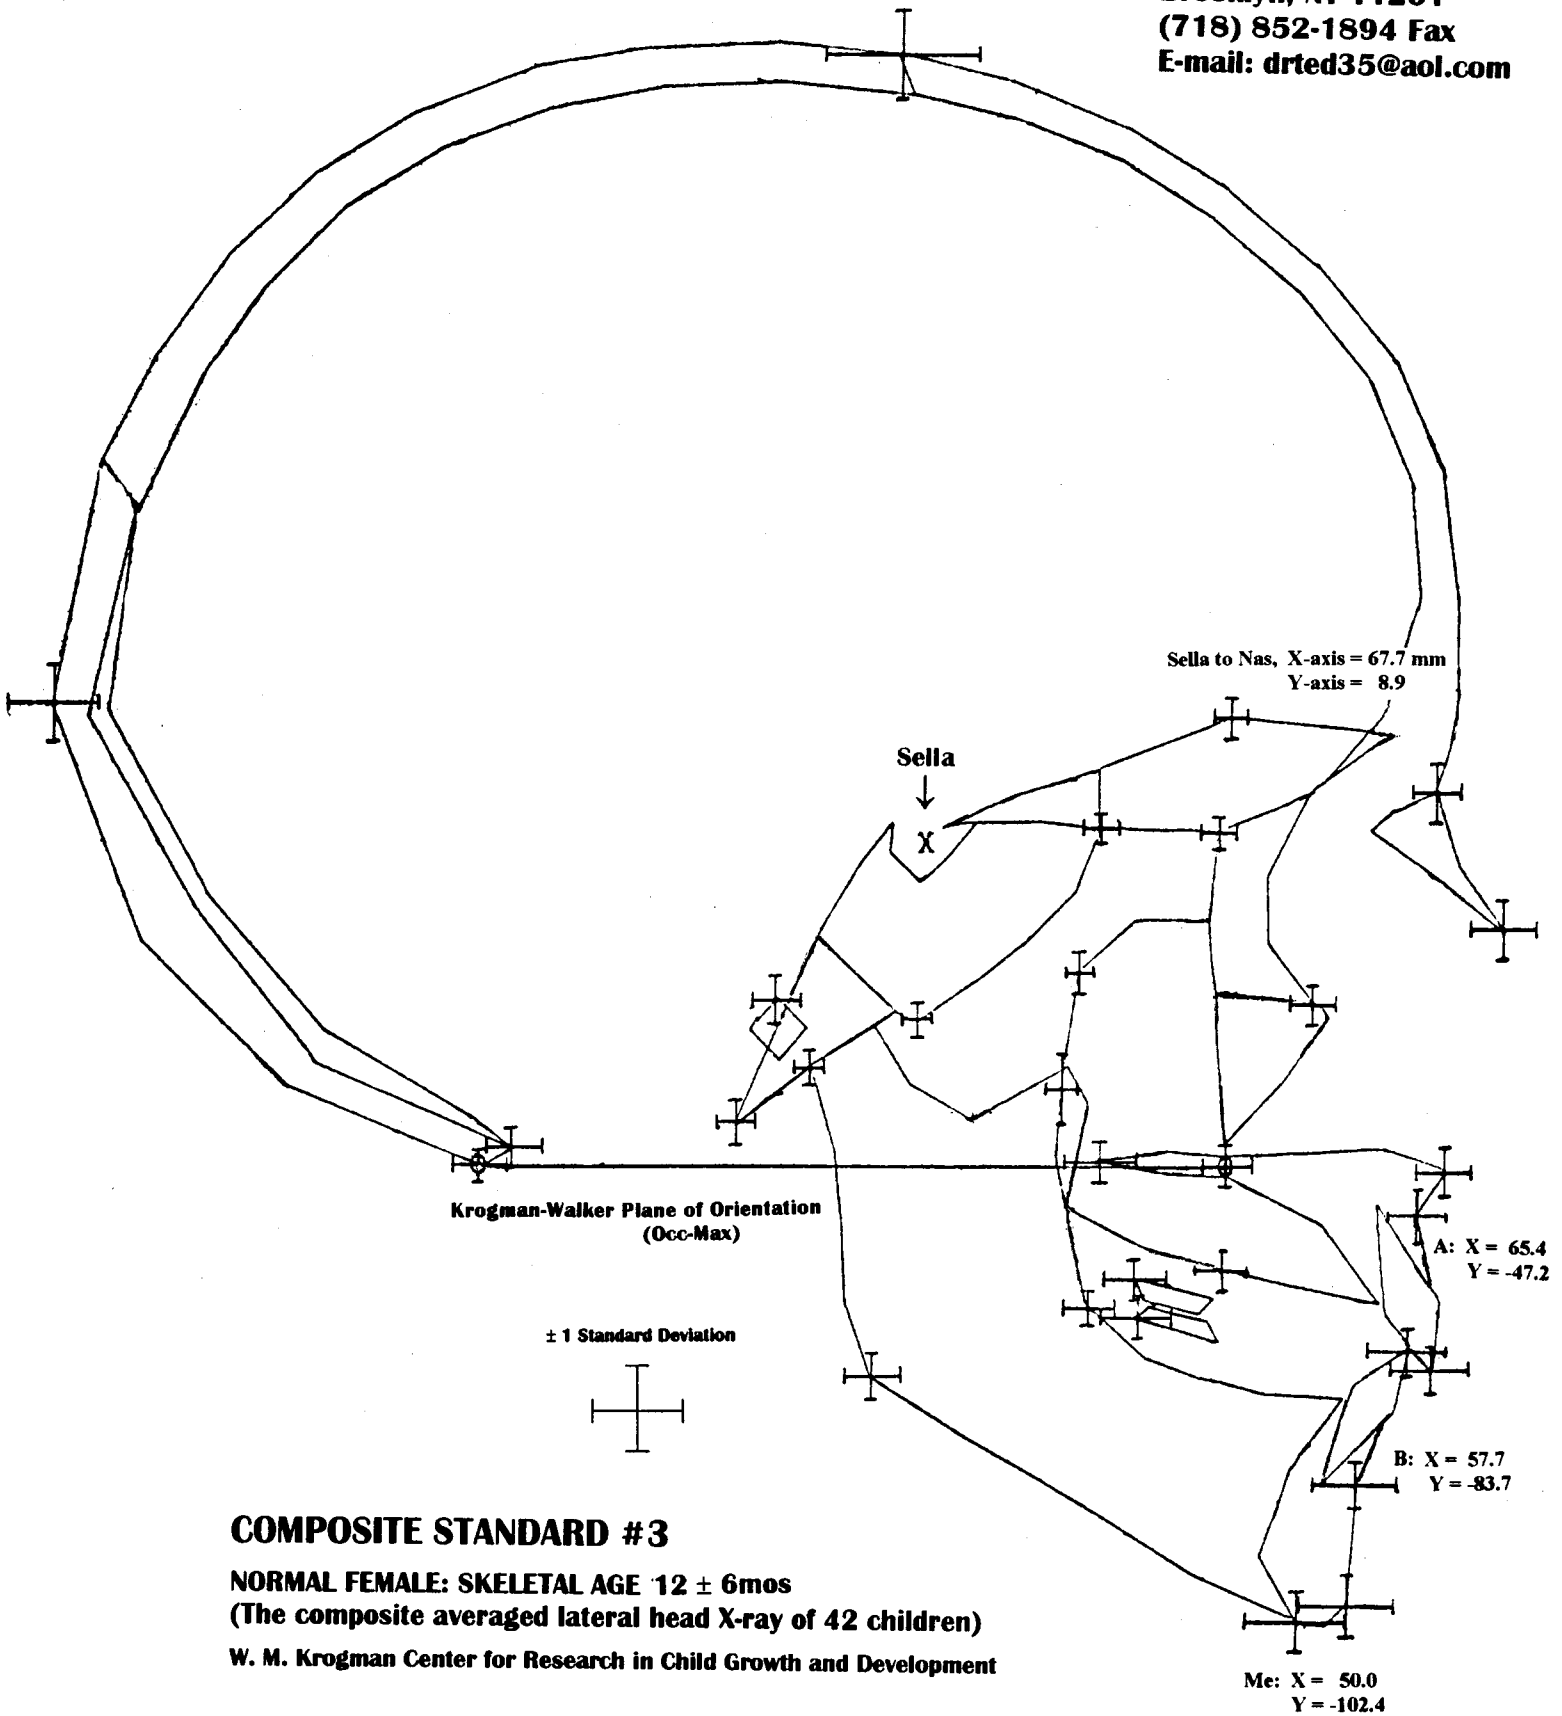 (718) 852-1894 Fax
E-mail: drted35@aol.com
Sella to Nas, X-axis = 67.7 mm
Y-axis = 8.9
Sella
X
Krogman-Walker Plane of Orientation
(Occ-Max)
A: X = 65.4
Y = -47.2
± 1 Standard Deviation
B: X = 57.7
Y = -83.7
COMPOSITE STANDARD #3
NORMAL FEMALE: SKELETAL AGE 12 ± 6mos
(The composite averaged lateral head X-ray of 42 children)
W. M. Krogman Center for Research in Child Growth and Development
Me: X = 50.0
Y = -102.4